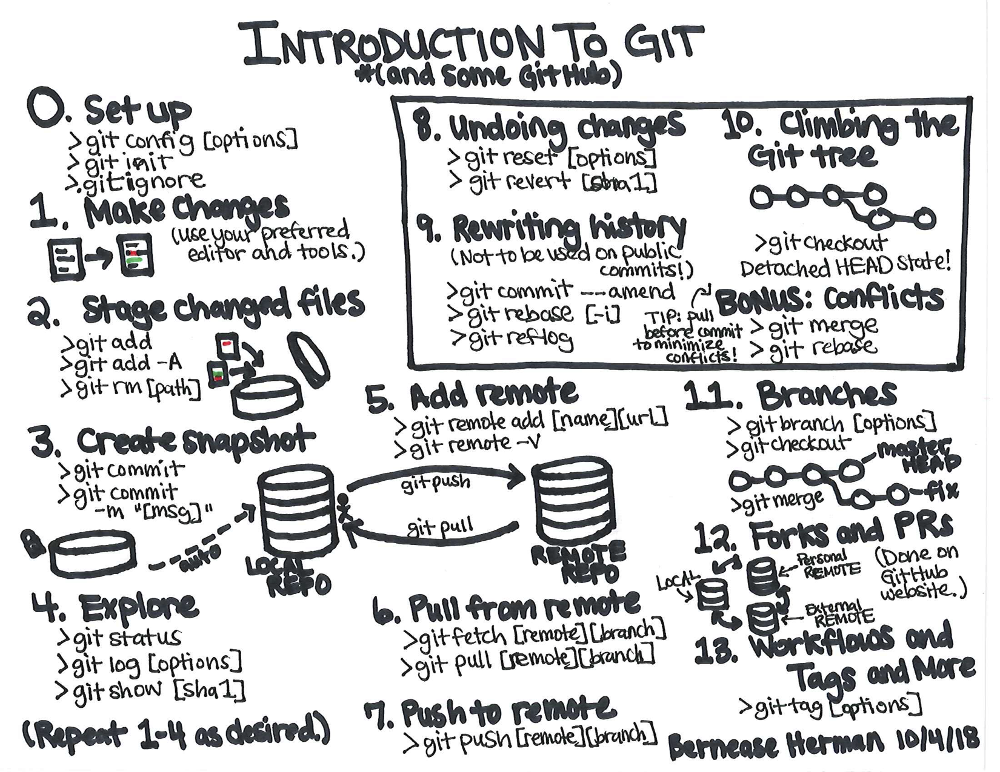 INTRODUCTION TO GIT
*(and some GitHub)
0. Set up
>git config [options]
>git init
>.gitignore
1. Make changes
(use your preferred
editor and tools.)
2. Stage changed files
>git add
>git add -A
>git rm [path]
3. Create snapshot
>git commit
>git commit
-m "[msg]"
auto
LOCAL
REPO
4. Explore
>git status
>git log [options]
>git show [sha1]
(Repeat 1-4 as desired.)
5. Add remote
>git remote add [name][url]
>git remote -v
git push
git pull
REMOTE
REPO
6. Pull from remote
>git fetch [remote][branch]
>git pull [remote][branch]
7. Push to remote
>git push [remote][branch]
8. Undoing changes
>git reset [options]
>git revert [sha1]
9. Rewriting history
(Not to be used on public
commits!)
>git commit --amend
>git rebase [-i]
>git reflog
10. Climbing the
Git tree
>git checkout
Detached HEAD state!
BONUS: Conflicts
>git merge
>git rebase
TIP: pull
before commit
to minimize
conflicts!
11. Branches
>git branch [options]
>git checkout
master,
HEAD
fix
>git merge
12. Forks and PRs
(Done on
GitHub
website.)
Personal
REMOTE
LOCAL
External
REMOTE
13. Workflows and
Tags and More
>git tag [options]
Bernease Herman 10/4/18